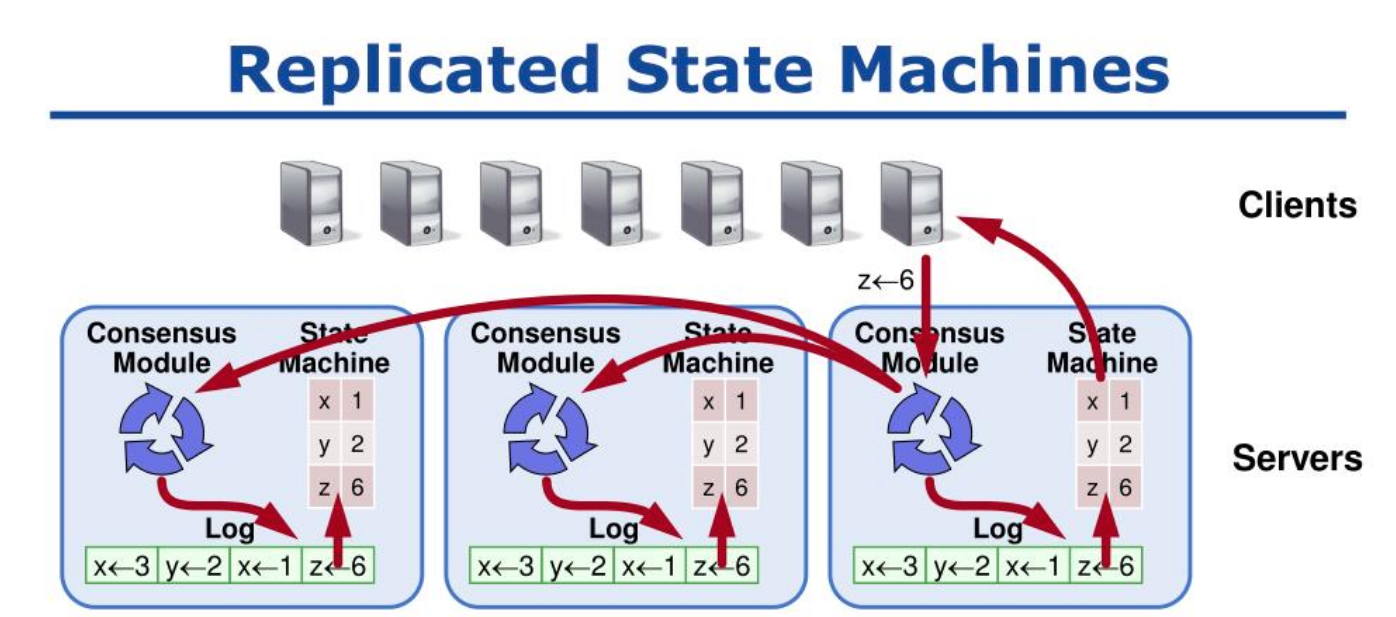 Replicated State Machines
Clients
z←6
Consensus Module
State Machine
x 1
y 2
z 6
Log
x←3 y←2 x←1 z←6
Consensus Module
State Machine
x 1
y 2
z 6
Log
x←3 y←2 x←1 z←6
Consensus Module
State Machine
x 1
y 2
z 6
Log
x←3 y←2 x←1 z←6
Servers